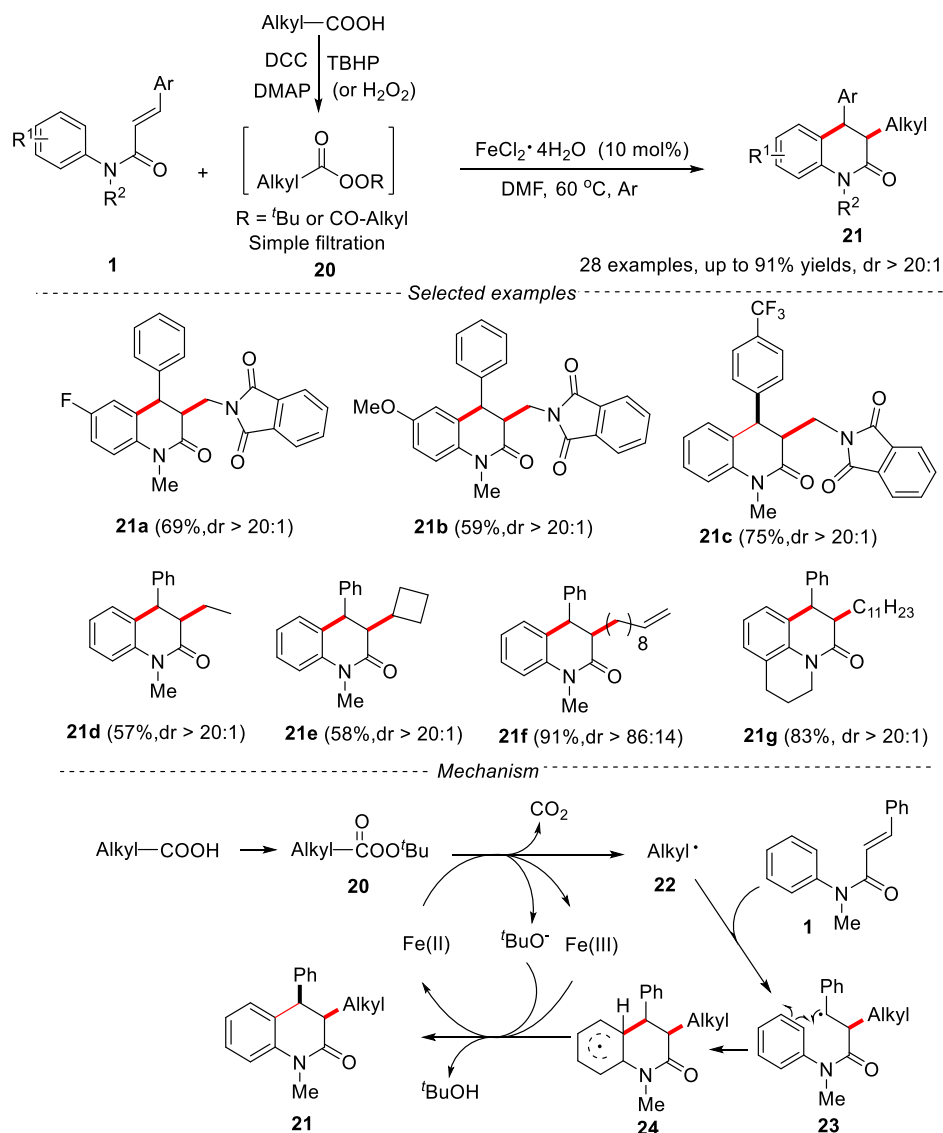 Alkyl—COOH
DCC TBHP
DMAP (or H₂O₂)
Ar
R¹
N
O
R²
1
+
O
Alkyl OOR
R = ᵗBu or CO-Alkyl
Simple filtration
20
FeCl₂·4H₂O (10 mol%)
DMF, 60 °C, Ar
Ar
Alkyl
R¹
N
O
R²
21
28 examples, up to 91% yields, dr > 20:1
Selected examples
F
O
N
O
N
O
Me
21a (69%,dr > 20:1)
MeO
O
N
O
N
O
Me
21b (59%,dr > 20:1)
CF₃
O
N
O
N
O
Me
21c (75%,dr > 20:1)
Ph
N
O
Me
21d (57%,dr > 20:1)
Ph
N
O
Me
21e (58%,dr > 20:1)
Ph
8
N
O
Me
21f (91%,dr > 86:14)
Ph
C₁₁H₂₃
N
O
21g (83%, dr > 20:1)
Mechanism
Alkyl—COOH
O
Alkyl—COOᵗBu
20
CO₂
Alkyl •
22
Ph
N
O
Me
1
Fe(II)
ᵗBuO⁻
Fe(III)
Ph
Alkyl
N
O
Me
21
ᵗBuOH
H
Ph
Alkyl
N
O
Me
24
Ph
Alkyl
N
O
Me
23